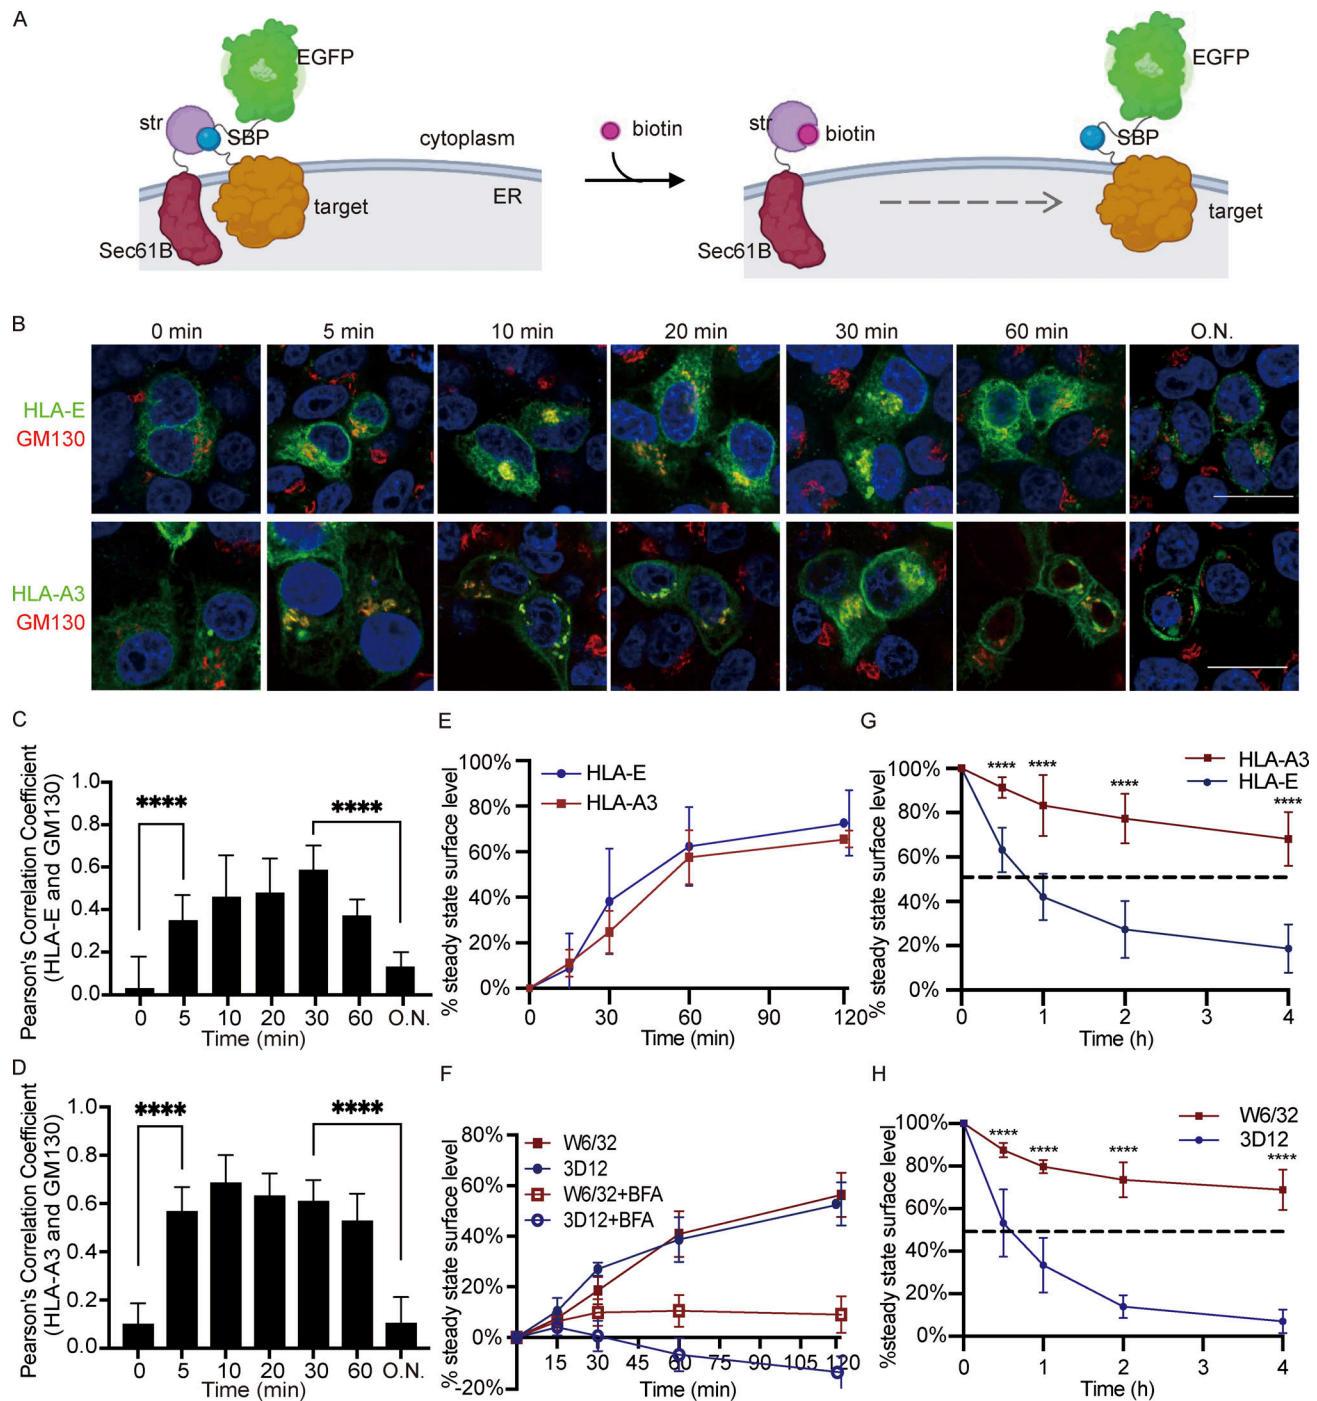 A
EGFP
str
SBP
cytoplasm
ER
target
Sec61B
biotin
EGFP
str
biotin
SBP
target
Sec61B
B
0 min 5 min 10 min 20 min 30 min 60 min O.N.
HLA-E
GM130
HLA-A3
GM130
C
Pearson's Correlation Coefficient
(HLA-E and GM130)
1.0
0.8
0.6
0.4
0.2
0.0
**** ****
0 5 10 20 30 60 O.N.
Time (min)
D
Pearson's Correlation Coefficient
(HLA-A3 and GM130)
1.0
0.8
0.6
0.4
0.2
0.0
**** ****
0 5 10 20 30 60 O.N.
Time (min)
E
% steady state surface level
100%
80%
60%
40%
20%
0%
HLA-E
HLA-A3
0 30 60 90 120
Time (min)
F
% steady state surface level
80%
60%
40%
20%
0%
-20%
W6/32
3D12
W6/32+BFA
3D12+BFA
15 30 45 60 75 90 105 120
Time (min)
G
% steady state surface level
100%
80%
60%
40%
20%
0%
HLA-A3
HLA-E
**** **** **** ****
0 1 2 3 4
Time (h)
H
%steady state surface level
100%
80%
60%
40%
20%
0%
W6/32
3D12
**** **** **** ****
0 1 2 3 4
Time (h)